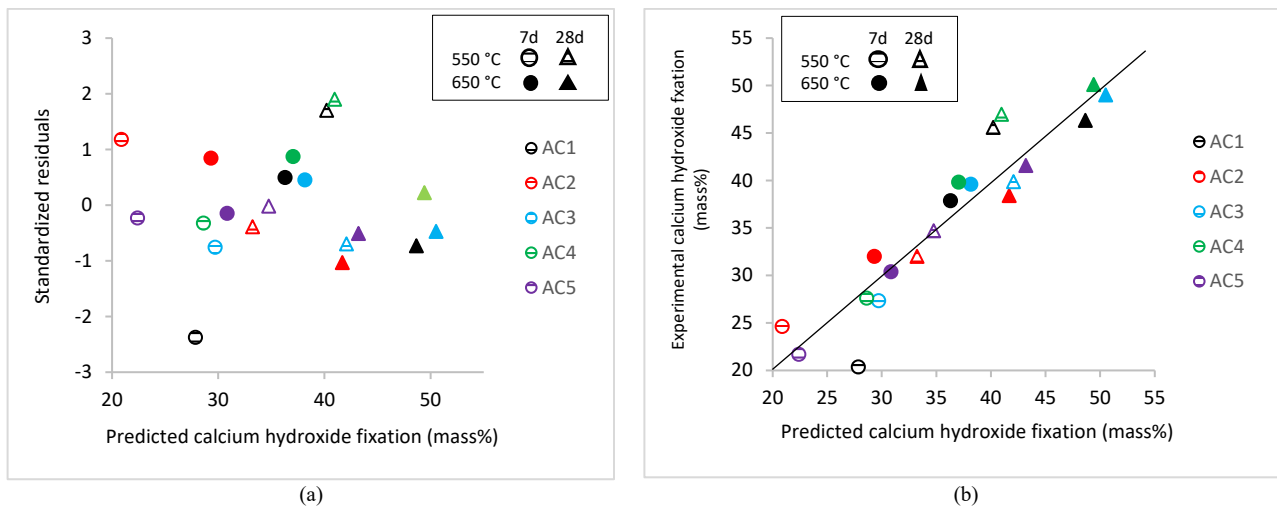 7d 28d
550 °C
650 °C
3
2
1
0
-1
-2
-3
Standardized residuals
20 30 40 50
Predicted calcium hydroxide fixation (mass%)
AC1
AC2
AC3
AC4
AC5
(a)
7d 28d
550 °C
650 °C
55
50
45
40
35
30
25
20
Experimental calcium hydroxide fxation
(mass%)
20 25 30 35 40 45 50 55
Predicted calcium hydroxide fixation (mass%)
AC1
AC2
AC3
AC4
AC5
(b)